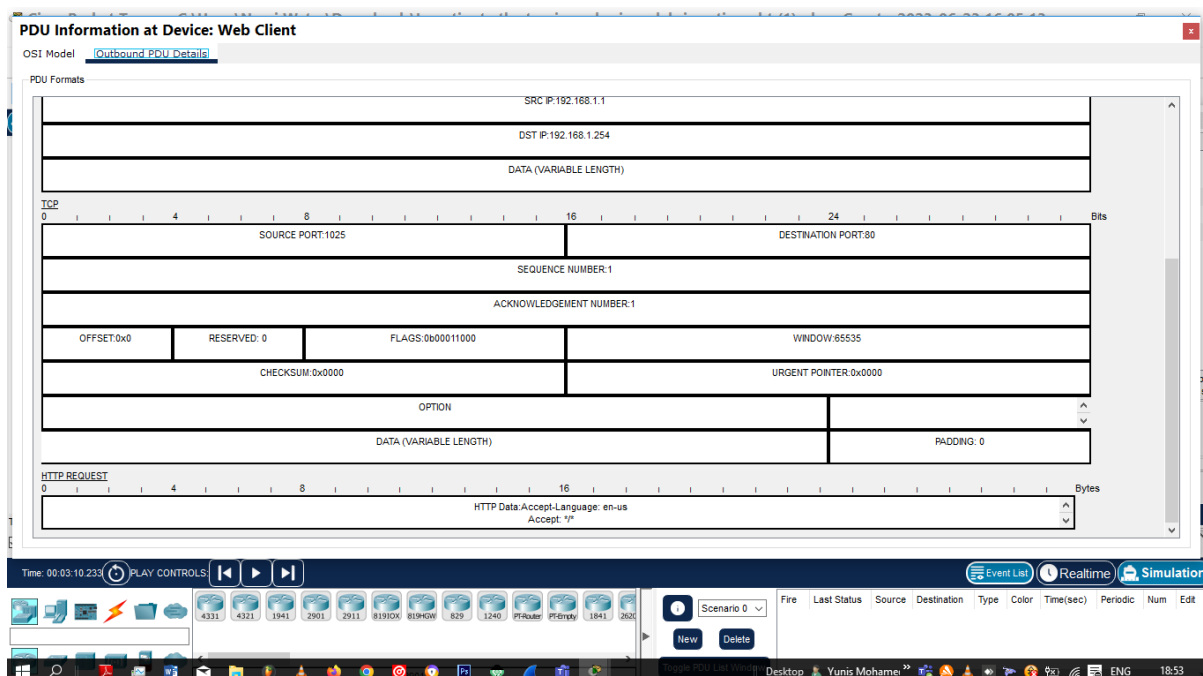 PDU Information at Device: Web Client
OSI Model Outbound PDU Details
PDU Formats
SRC IP:192.168.1.1
DST IP:192.168.1.254
DATA (VARIABLE LENGTH)
TCP
0 4 8 16 24 Bits
SOURCE PORT:1025 DESTINATION PORT:80
SEQUENCE NUMBER:1
ACKNOWLEDGEMENT NUMBER:1
OFFSET:0x0 RESERVED: 0 FLAGS:0b00011000 WINDOW:65535
CHECKSUM:0x0000 URGENT POINTER:0x0000
OPTION
DATA (VARIABLE LENGTH) PADDING: 0
HTTP REQUEST
0 4 8 16 Bytes
HTTP Data:Accept-Language: en-us
Accept: */*
Time: 00:03:10.233 PLAY CONTROLS: Event List Realtime Simulation
4331 4321 1941 2901 2911 819IOX 819HGW 829 1240 PT-Router PT-Empty 1841 2620
Scenario 0 Fire Last Status Source Destination Type Color Time(sec) Periodic Num Edit
New Delete
Toggle PDU List Window
Desktop Yunis Mohamed ENG 18:53